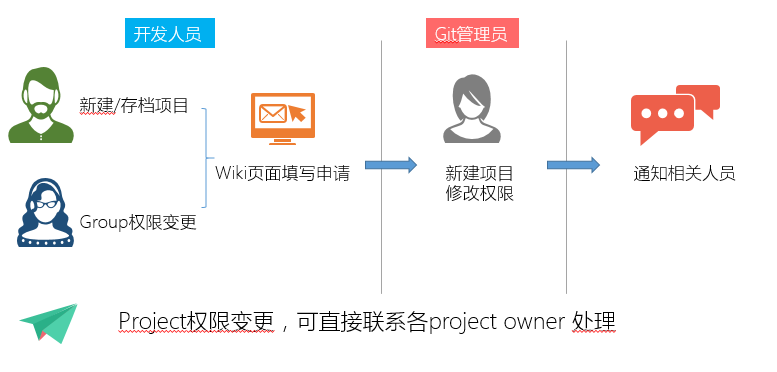 开发人员
Git管理员
新建/存档项目
Wiki页面填写申请
新建项目
修改权限
通知相关人员
Group权限变更
Project权限变更，可直接联系各project owner 处理